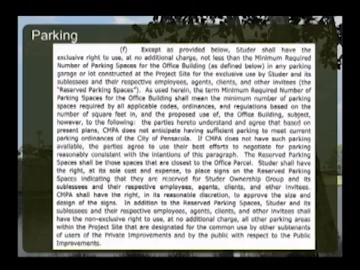 Parking
(f) Except as provided below, Studer shall have the
exclusive right to use, at no additional charge, not less than the Minimum Required
Number of Parking Spaces for the Office Building (as defined below) in any parking
garage or lot constructed at the Project Site for the exclusive use by Studer and its
sublessees and their respective employees, agents, clients, and other invitees (the
"Reserved Parking Spaces"). As used herein, the term Minimum Required Number of
Parking Spaces for the Office Building shall mean the minimum number of parking
spaces required by all applicable codes, ordinances, and regulations based on the
number of square feet in, and the proposed use of, the Office Building, subject,
however, to the following: the parties hereto understand and agree that based on
present plans, CMPA does not anticipate having sufficient parking to meet current
parking ordinances of the City of Pensacola. If CMPA does not have such parking
available, the parties agree to use their best efforts to negotiate for parking
reasonably consistent with the intentions of this paragraph. The Reserved Parking
Spaces shall be those spaces that are closest to the Office Parcel. Studer shall have
the right, at its sole cost and expense, to place signs on the Reserved Parking
Spaces indicating that they are reserved for Studer Ownership Group and its
sublessees and their respective employees, agents, clients, and other invitees.
CMPA shall have the right, in its reasonable discretion, to approve the size and
design of the signs. In addition to the Reserved Parking Spaces, Studer and its
sublessees and their respective employees, agents, clients, and other invitees shall
have the non-exclusive right to use, at no additional charge, all other parking areas
within the Project Site that are designated for the common use by other subtenants
of users of the Private Improvements and by the public with respect to the Public
Improvements.